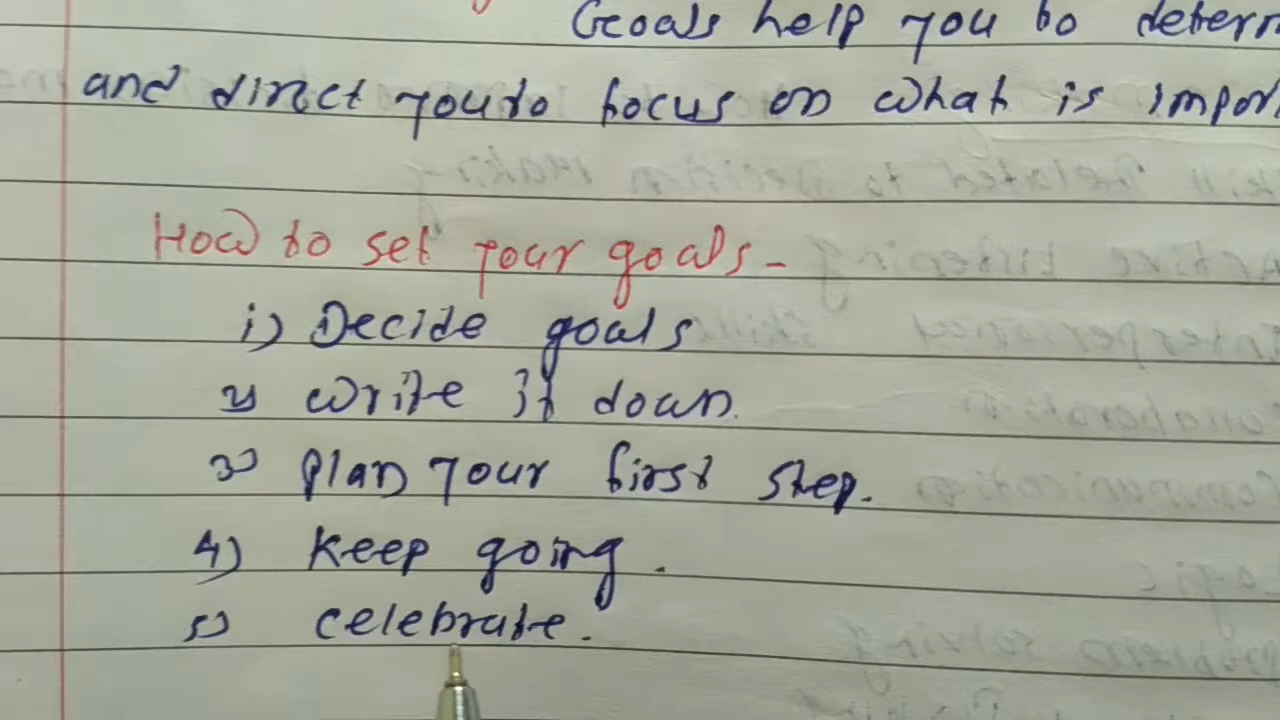 Goals help you to determ
and direct you to focus on what is impor
How to set your goals -
i) Decide goals
2) write it down.
3) plan your first step.
4) keep going.
5) celebrate.